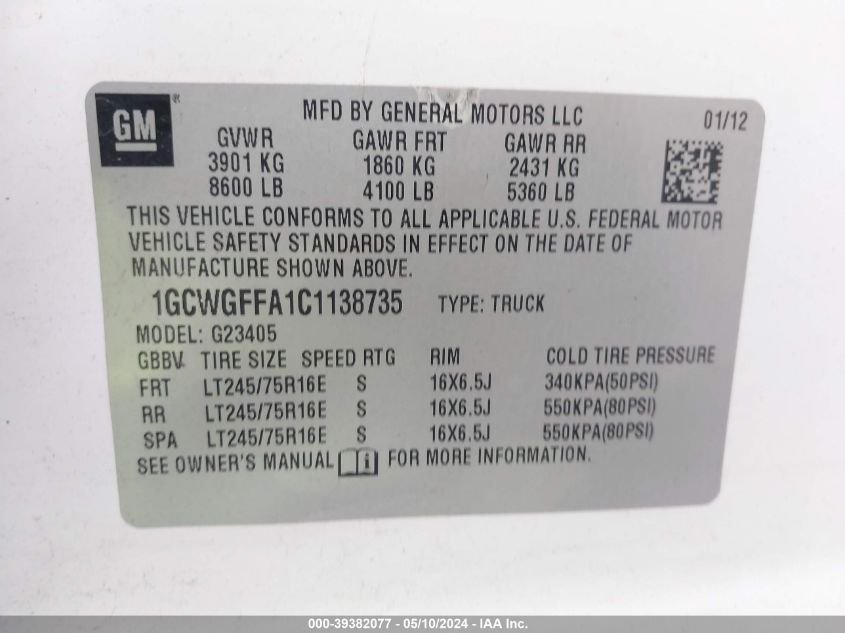 GM®
MFD BY GENERAL MOTORS LLC
01/12
GVWR GAWR FRT GAWR RR
3901 KG 1860 KG 2431 KG
8600 LB 4100 LB 5360 LB
THIS VEHICLE CONFORMS TO ALL APPLICABLE U.S. FEDERAL MOTOR
VEHICLE SAFETY STANDARDS IN EFFECT ON THE DATE OF
MANUFACTURE SHOWN ABOVE.
1GCWGFFA1C1138735 TYPE: TRUCK
MODEL: G23405
GBBV TIRE SIZE SPEED RTG RIM COLD TIRE PRESSURE
FRT LT245/75R16E S 16X6.5J 340KPA(50PSI)
RR LT245/75R16E S 16X6.5J 550KPA(80PSI)
SPA LT245/75R16E S 16X6.5J 550KPA(80PSI)
SEE OWNER'S MANUAL i FOR MORE INFORMATION.
000-39382077 - 05/10/2024 - IAA Inc.